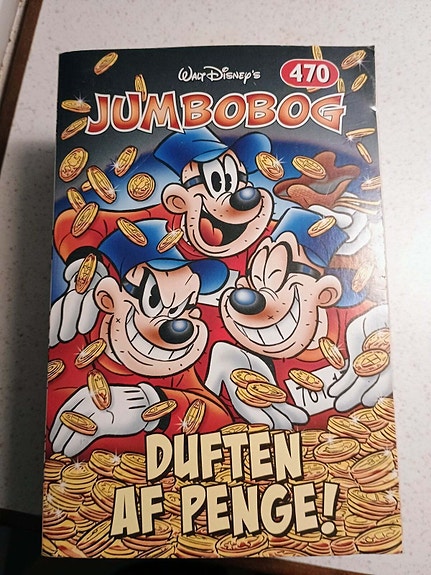 WALT DISNEY'S
470
JUMBOBOG
DUFTEN
AF PENGE!